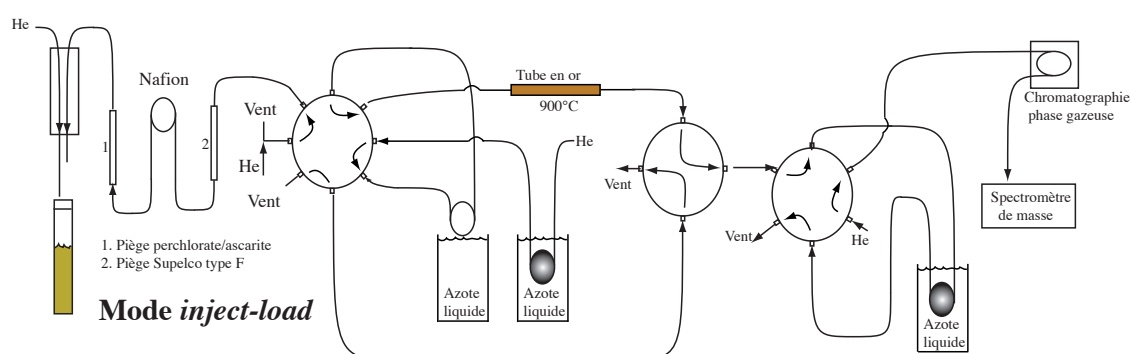 He
Nafion
1
2
Vent
He
Vent
1. Piège perchlorate/ascarite
2. Piège Supelco type F
Mode inject-load
Azote
liquide
Azote
liquide
He
Tube en or
900°C
Vent
Vent
He
Azote
liquide
Chromatographie
phase gazeuse
Spectromètre
de masse